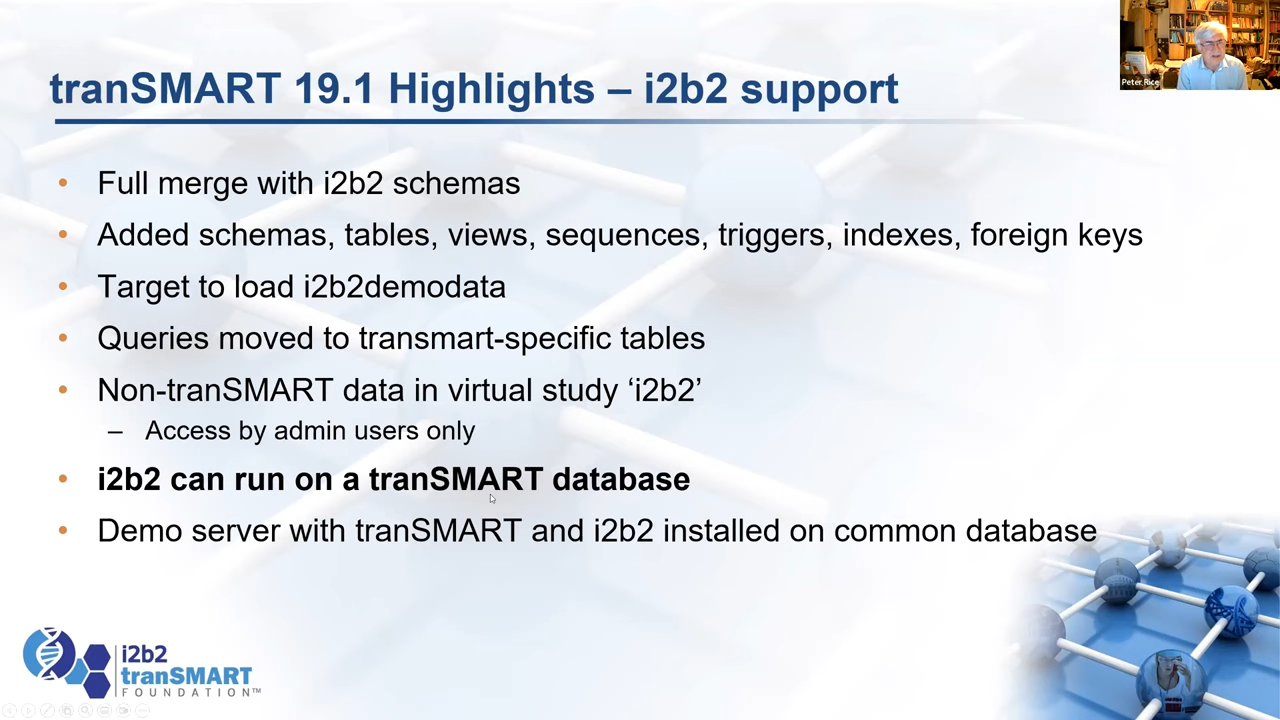 tranSMART 19.1 Highlights – i2b2 support
Peter Rice
• Full merge with i2b2 schemas
• Added schemas, tables, views, sequences, triggers, indexes, foreign keys
• Target to load i2b2demodata
• Queries moved to transmart-specific tables
• Non-tranSMART data in virtual study ‘i2b2’
– Access by admin users only
• i2b2 can run on a tranSMART database
• Demo server with tranSMART and i2b2 installed on common database
i2b2
tranSMART
FOUNDATION™